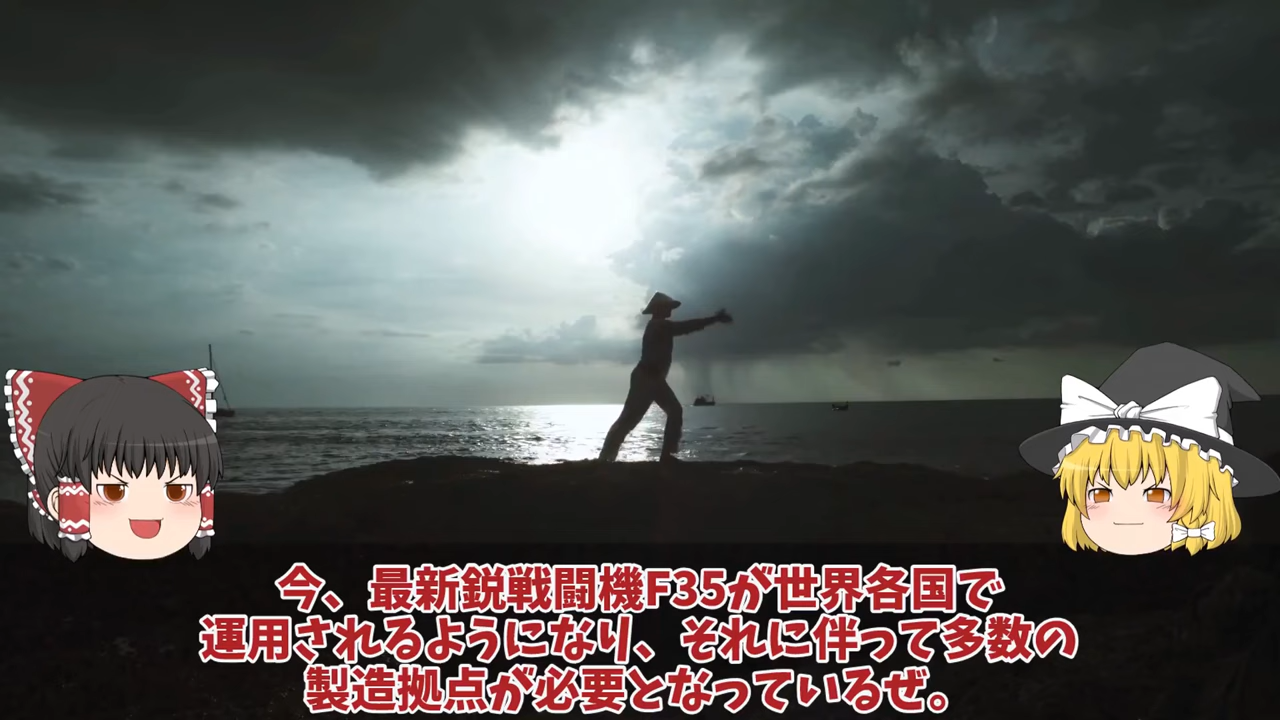 今、最新鋭戦闘機F35が世界各国で
運用されるようになり、それに伴って多数の
製造拠点が必要となっているぜ。